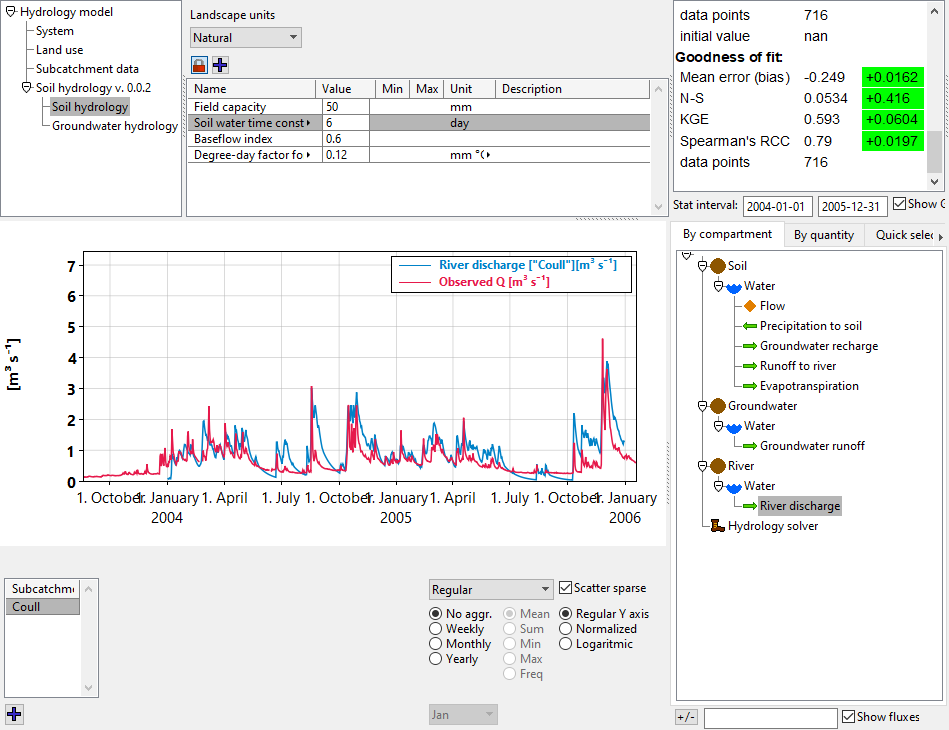 Hydrology model
System
Land use
Subcatchment data
Soil hydrology v. 0.0.2
Soil hydrology
Groundwater hydrology
Landscape units
Natural
Name Value Min Max Unit Description
Field capacity 50 mm
Soil water time const 6 day
Baseflow index 0.6
Degree-day factor fo 0.12 mm °C
data points 716
initial value nan
Goodness of fit:
Mean error (bias) -0.249 +0.0162
N-S 0.0534 +0.416
KGE 0.593 +0.0604
Spearman's RCC 0.79 +0.0197
data points 716
Stat interval: 2004-01-01 2005-12-31 Show G
By compartment By quantity Quick selec
Soil
Water
Flow
Precipitation to soil
Groundwater recharge
Runoff to river
Evapotranspiration
Groundwater
Water
Groundwater runoff
River
Water
River discharge
Hydrology solver
River discharge ["Coull"][m³ s⁻¹]
Observed Q [m³ s⁻¹]
[m³ s⁻¹]
7
6
5
4
3
2
1
0
1. October 1. January 1. April 1. July 1. October 1. January 1. April 1. July 1. October 1. January
2004 2005 2006
Subcatchme
Coull
Regular Scatter sparse
No aggr. Mean Regular Y axis
Weekly Sum Normalized
Monthly Min Logaritmic
Yearly Max
Freq
Jan
+/- Show fluxes